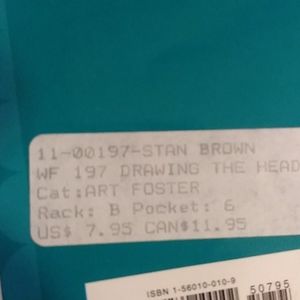 11-00197-STAN BROWN
WF 197 DRAWING THE HEAD
Cat:ART FOSTER
Rack: B Pocket: 6
US$ 7.95 CAN$11.95
ISBN 1-56010-010-9
50795